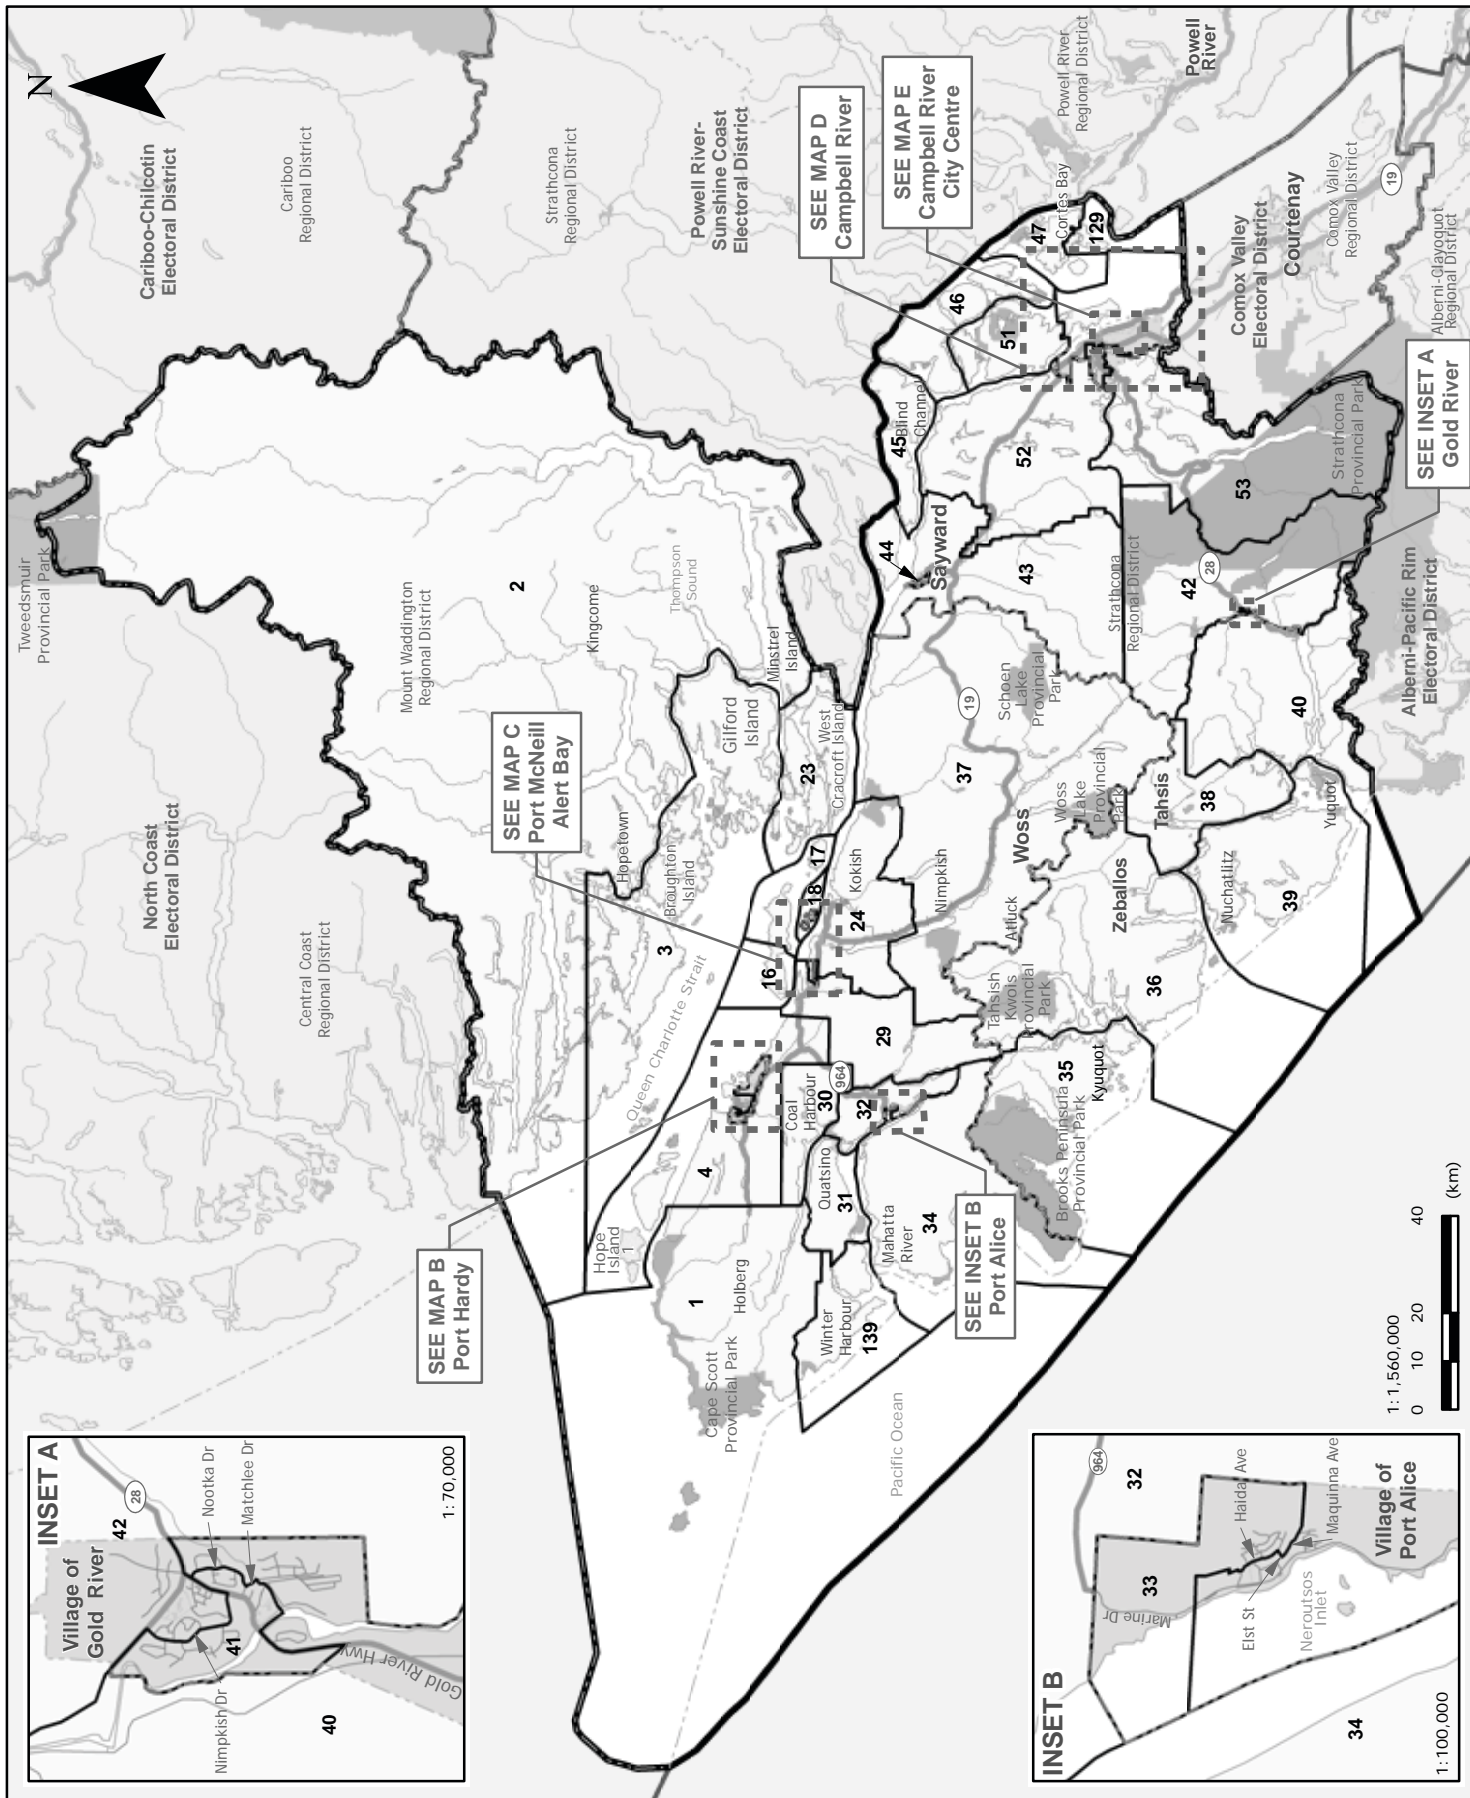 INSET A
Village of
Gold River
42
28
Nootka Dr
Matchlee Dr
41
Nimpkish Dr
Gold River Hwy
40
1:70,000
INSET B
964
32
33
Marine Dr
Haida Ave
Elst St
Maquinna Ave
Neroutsos
Inlet
Village of
Port Alice
34
1:100,000
N
Tweedsmuir
Provincial Park
North Coast
Electoral District
Central Coast
Regional District
Cariboo-Chilcotin
Electoral District
Cariboo
Regional District
Strathcona
Regional District
Powell River-
Sunshine Coast
Electoral District
Powell River
Regional District
Powell
River
Mount Waddington
Regional District
2
Kingcome
Thompson
Sound
SEE MAP B
Port Hardy
SEE MAP C
Port McNeill
Alert Bay
SEE MAP D
Campbell River
SEE MAP E
Campbell River
City Centre
Hopetown
Gilford
Island
Minstrel
Island
Broughton
Island
3
Queen Charlotte Strait
Hope
Island
1
4
16
17
18
23
West
Cracroft Island
1
Holberg
Cape Scott
Provincial Park
Coal
Harbour
30
964
Quatsino
31
32
29
24
Kokish
Nimpkish
37
19
Woss
Schoen
Lake
Provincial
Park
44
Sayward
45
Blind
Channel
46
47
Cortes Bay
129
51
52
43
Winter
Harbour
139
Mahatta
River
34
SEE INSET B
Port Alice
Brooks Peninsula
Provincial Park
35
Kyuquot
Tahsish
Kwois
Provincial
Park
Atluck
36
Zeballos
Woss
Lake
Provincial
Park
Tahsis
38
Nuchatlitz
39
Yuquot
40
Strathcona
Regional District
42
28
53
Strathcona
Provincial Park
SEE INSET A
Gold River
Alberni-Pacific Rim
Electoral District
Comox Valley
Electoral District
Courtenay
Comox Valley
Regional District
19
Alberni-Clayoquot
Regional District
Pacific Ocean
1:1,560,000
0 10 20 40
(km)